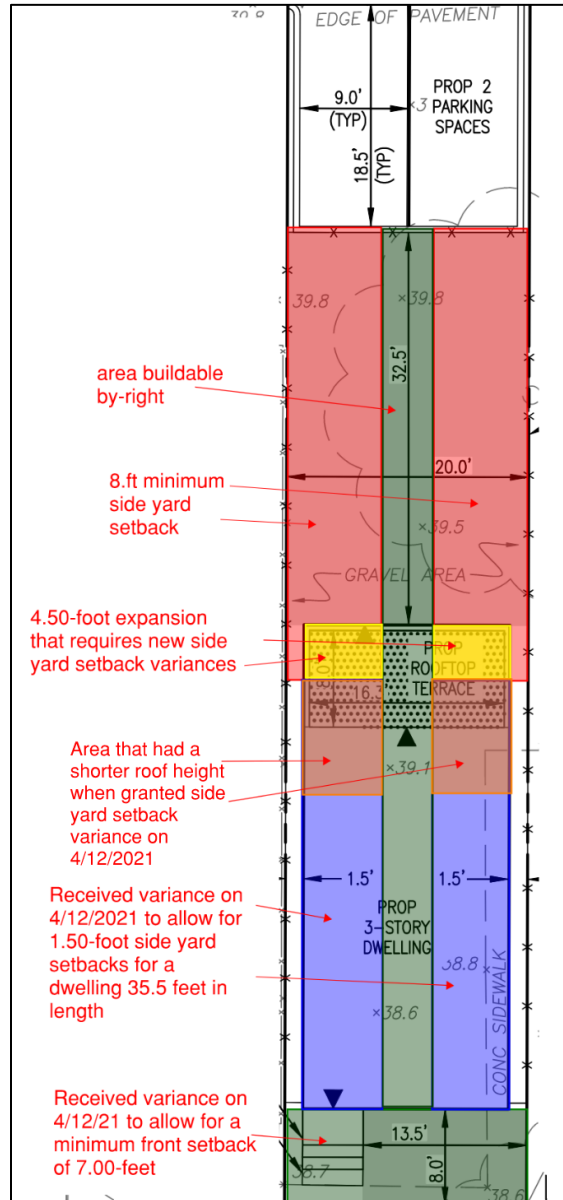 EDGE OF PAVEMENT
9.0'
(TYP)
PROP 2
PARKING
SPACES
18.5'
(TYP)
39.8
39.8
32.5'
area buildable
by-right
20.0'
8.ft minimum
side yard
setback
39.5
GRAVEL AREA
4.50-foot expansion
that requires new side
yard setback variances
PROP
ROOFTOP
TERRACE
16.3'
Area that had a
shorter roof height
when granted side
yard setback
variance on
4/12/2021
39.1
1.5'
1.5'
Received variance on
4/12/2021 to allow for
1.50-foot side yard
setbacks for a
dwelling 35.5 feet in
length
PROP
3-STORY
DWELLING
38.8
CONC SIDEWALK
38.6
Received variance on
4/12/21 to allow for a
minimum front setback
of 7.00-feet
13.5'
8.0'
38.7
38.6